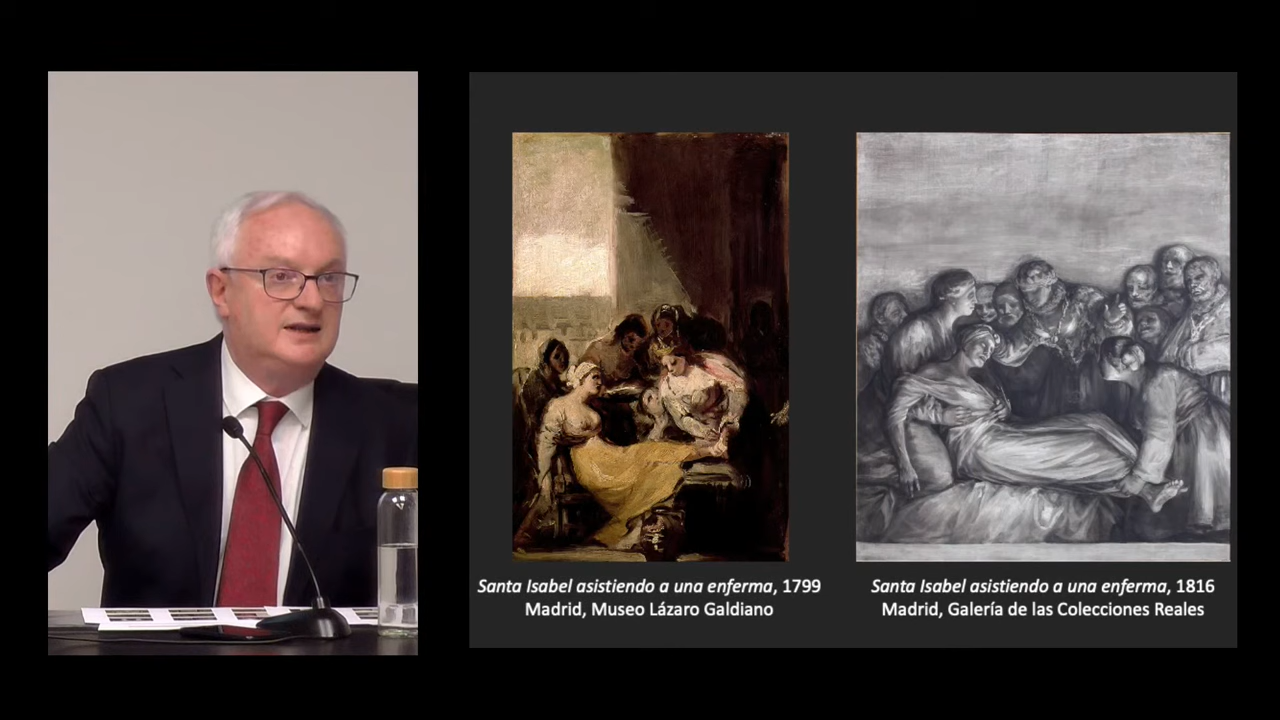 Santa Isabel asistiendo a una enferma, 1799
Madrid, Museo Lázaro Galdiano
Santa Isabel asistiendo a una enferma, 1816
Madrid, Galería de las Colecciones Reales